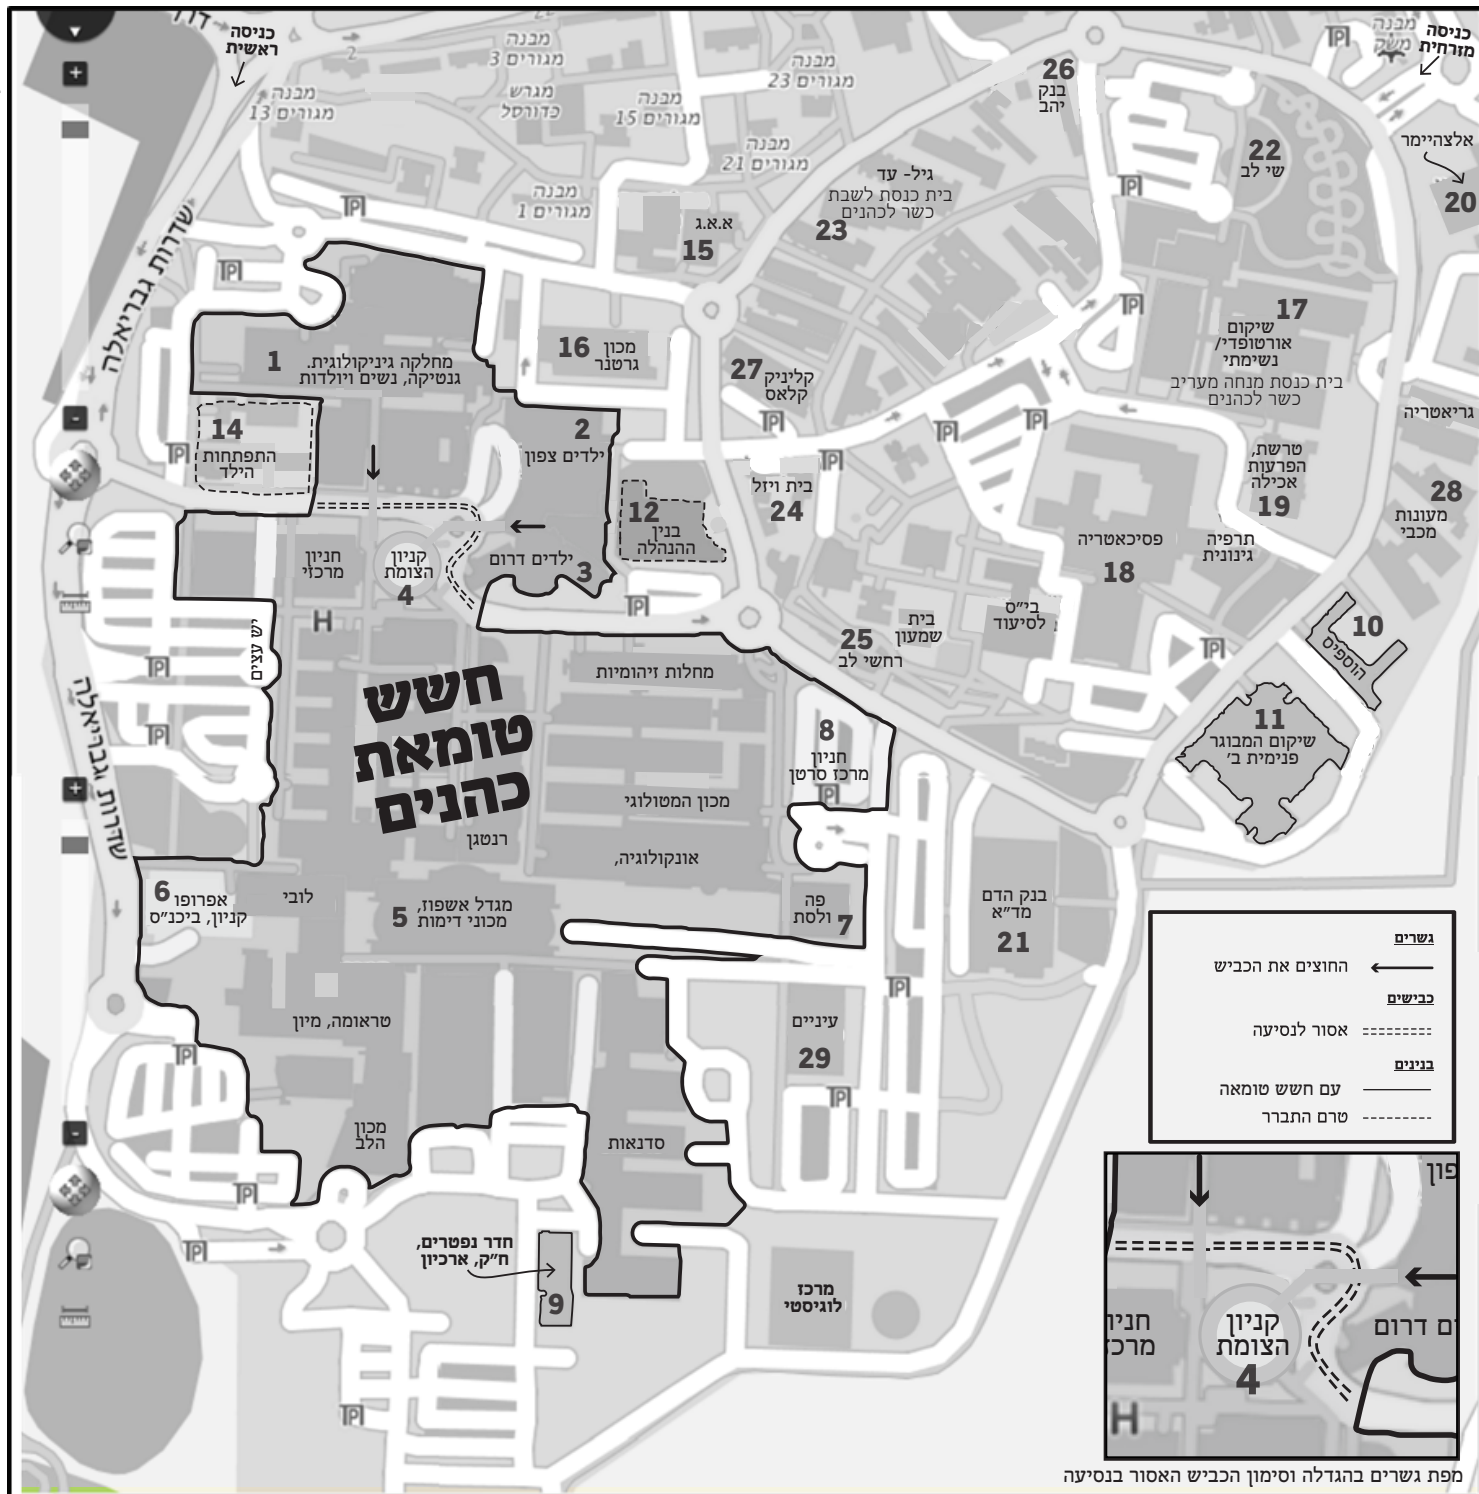 כניסה
ראשית
מבנה
מגורים 3
מבנה
מגורים 13
מגרש
כדורסל
מבנה
מגורים 15
מבנה
מגורים 23
מבנה
מגורים 21
מבנה
מגורים 1
26
בנק
יהב
מבנה
משק
כניסה
מזרחית
אלצהיימר
20
22
שי לב
גיל- עד
בית כנסת לשבת
כשר לכהנים
23
א.א.ג
15
שדרות גבריאלה
17
שיקום
אורטופדי/
נשימתי
בית כנסת מנחה מעריב
כשר לכהנים
1
מחלקה גיניקולוגית.
גנטיקה, נשים ויולדות
16
מכון
גרטנר
27
קליניק
קלאס
גריאטריה
14
התפתחות
הילד
2
ילדים צפון
טרשת,
הפרעות
אכילה
19
28
מעונות
מכבי
בית ויזל
24
12
בנין
ההנהלה
חניון
מרכזי
קניון
הצומת
4
ילדים דרום
3
פסיכאטריה
18
תרפיה
גינונית
H
יש עצים
בית
שמעון
25
רחשי לב
בי"ס
לסיעוד
10
הוספיס
11
שיקום המבוגר
פנימית ב'
חשש
טומאת
כהנים
מחלות זיהומיות
8
חניון
מרכז סרטן
מכון המטולוגי
רנטגן
אונקולוגיה,
שדרות גבריאלה
6
אפרופו
קניון, ביכנ"ס
לובי
5
מגדל אשפוז,
מכוני דימות
פה
ולסת
7
בנק הדם
מד"א
21
גשרים
החוצים את הכביש
כבישים
אסור לנסיעה
בנינים
עם חשש טומאה
טרם התברר
טראומה, מיון
עיניים
29
מכון
הלב
סדנאות
חדר נפטרים,
ח"ק, ארכיון
9
מרכז
לוגיסטי
קניון
הצומת
4
H
מפת גשרים בהגדלה וסימון הכביש האסור בנסיעה